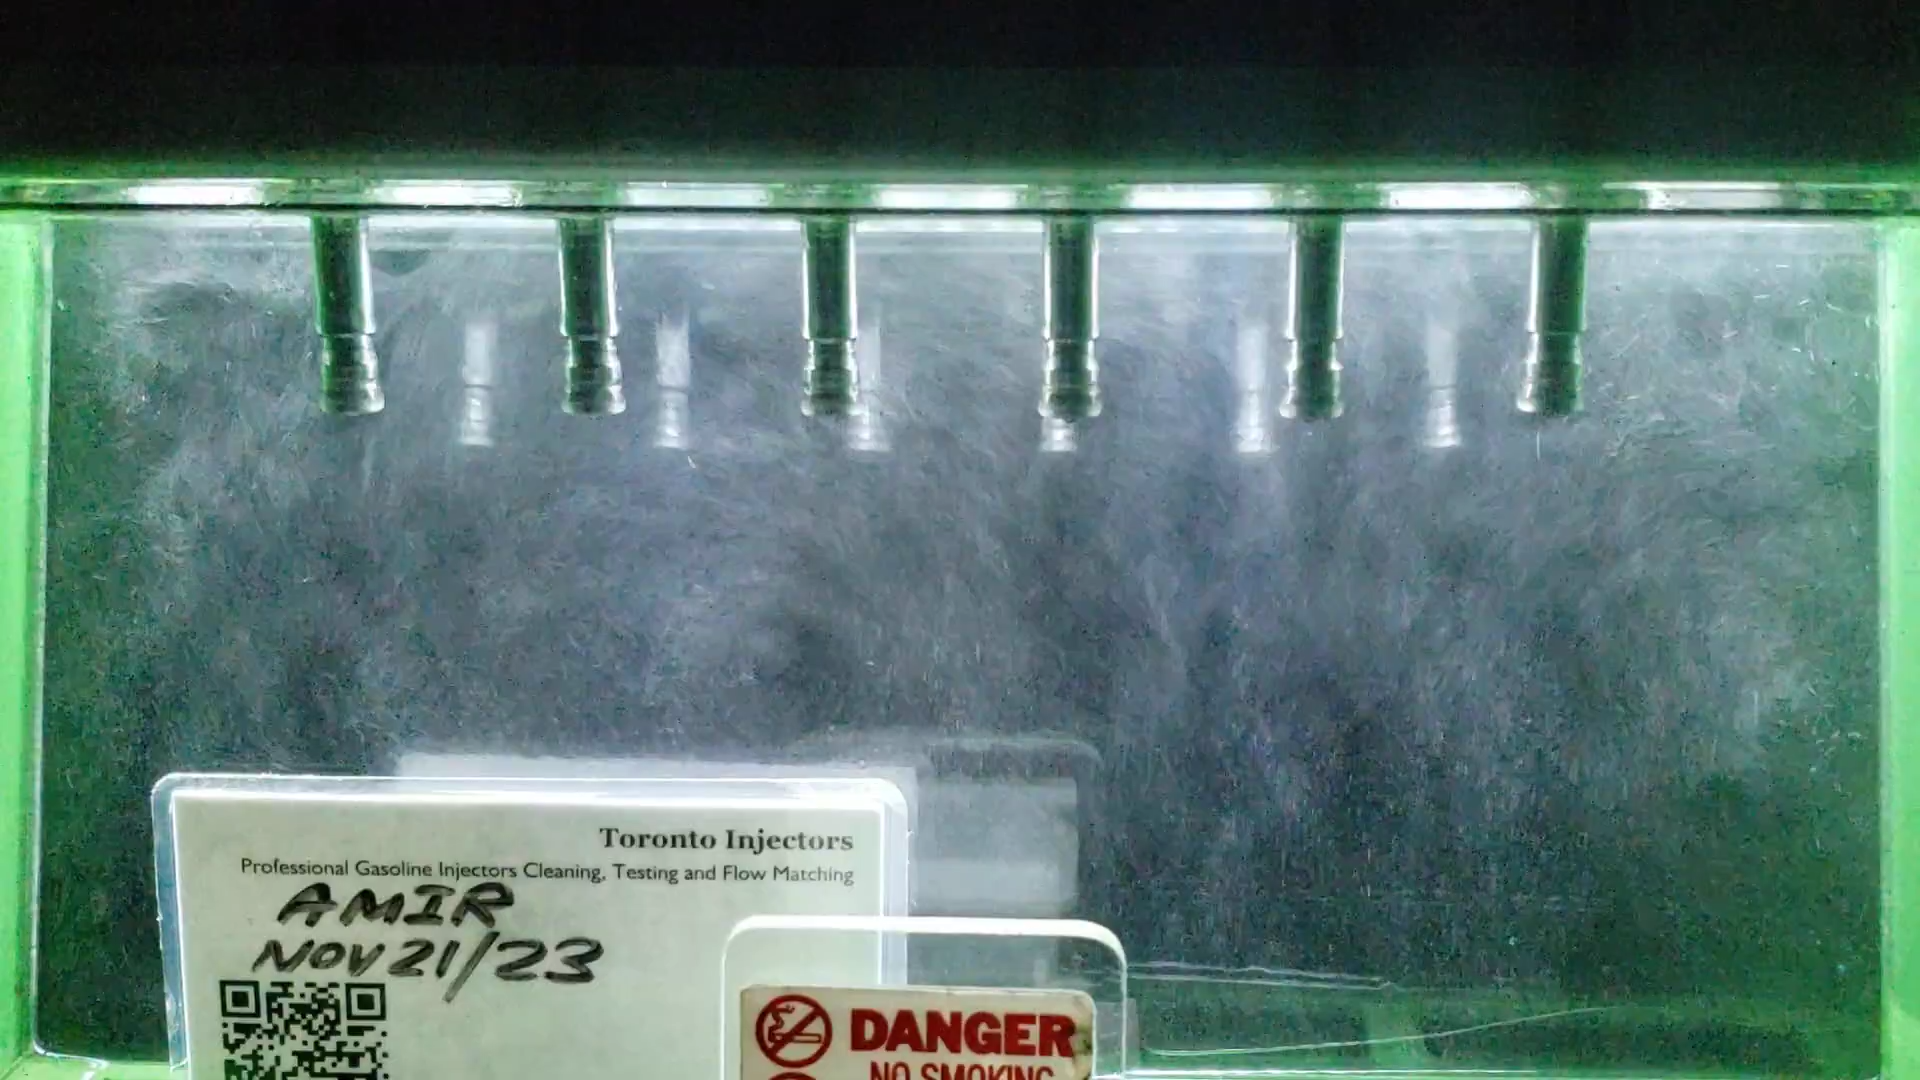 Toronto Injectors
Professional Gasoline Injectors Cleaning, Testing and Flow Matching
AMIR
NOV 21/23
DANGER
NO SMOKING